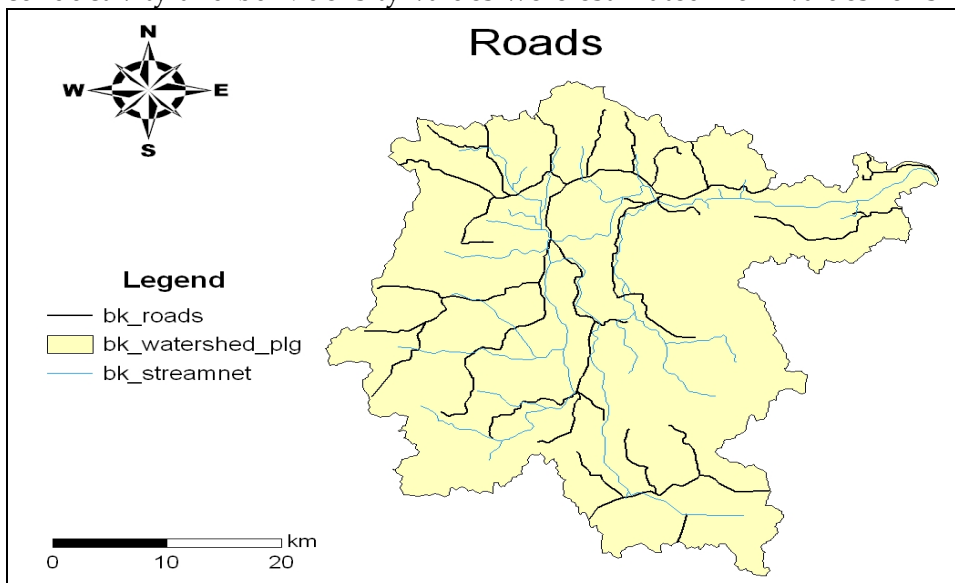 Roads
N
W E
S
Legend
bk_roads
bk_watershed_plg
bk_streamnet
km
0 10 20